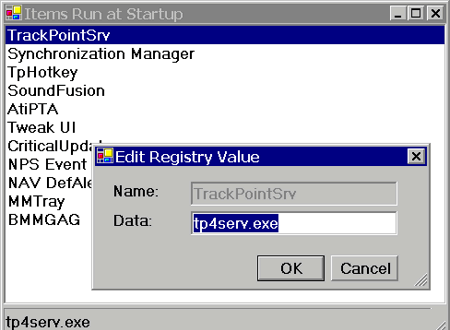 Items Run at Startup
TrackPointSrv
Synchronization Manager
TpHotkey
SoundFusion
AtiPTA
Tweak UI
CriticalUpdat
NPS Event
NAV DefAle
MMTray
BMMGAG
Edit Registry Value
Name:
TrackPointSrv
Data:
tp4serv.exe
OK
Cancel
tp4serv.exe